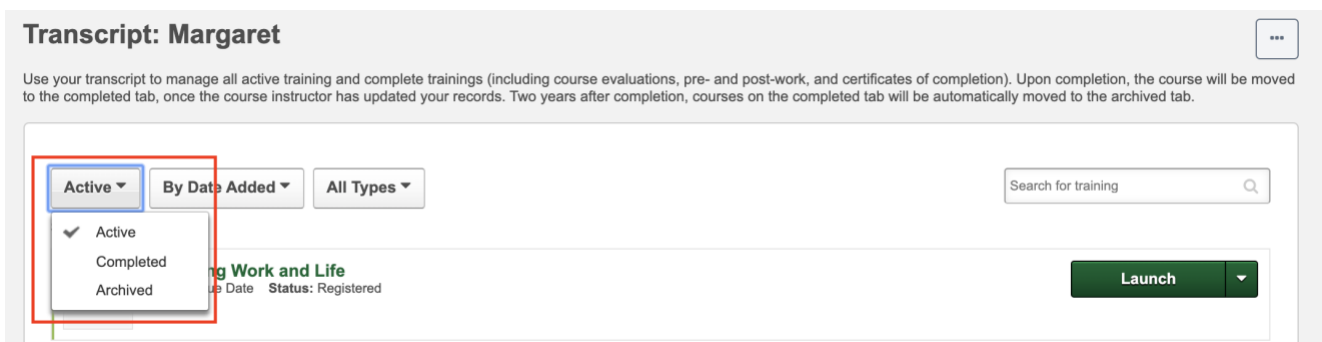 Transcript: Margaret
...
Use your transcript to manage all active training and complete trainings (including course evaluations, pre- and post-work, and certificates of completion). Upon completion, the course will be moved
to the completed tab, once the course instructor has updated your records. Two years after completion, courses on the completed tab will be automatically moved to the archived tab.
Active
By Date Added
All Types
Search for training
Active
Completed
Archived
Work and Life
Date Status: Registered
Launch